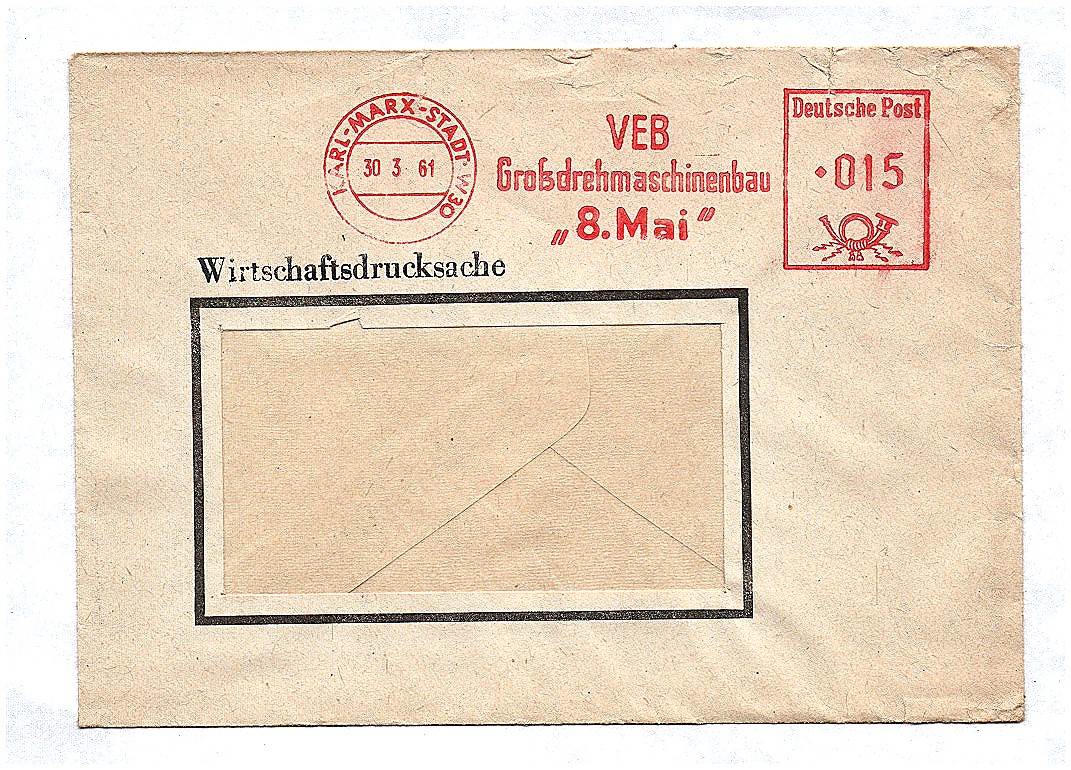 KARL-MARX-STADT · W30
30 3 61
VEB
Großdrehmaschinenbau
„8. Mai"
Deutsche Post
·015
Wirtschaftsdrucksache